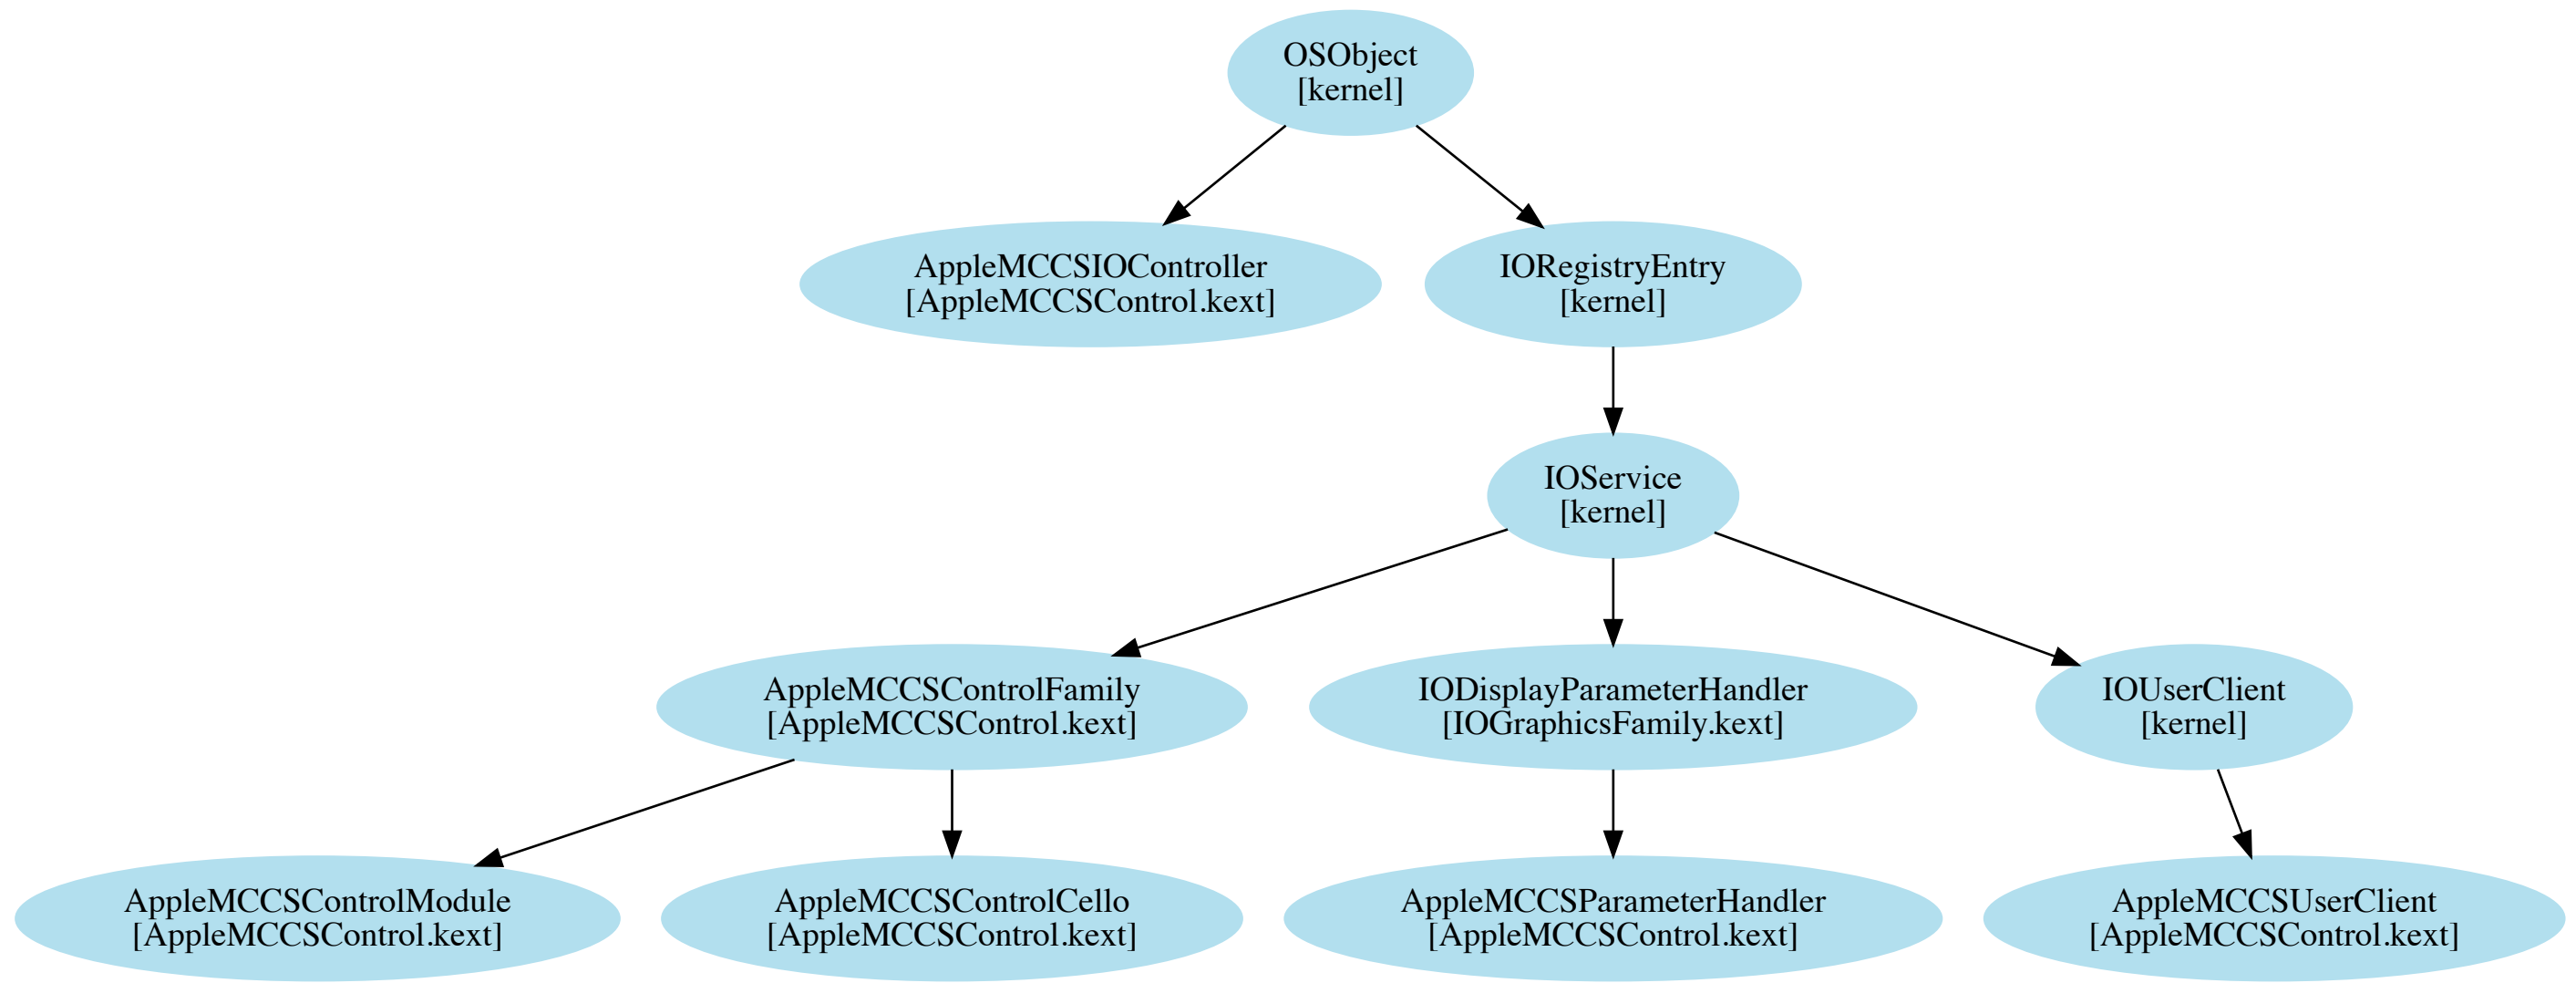 OSObject
[kernel]
AppleMCCSIOController
[AppleMCCSControl.kext]
IORegistryEntry
[kernel]
IOService
[kernel]
AppleMCCSControlFamily
[AppleMCCSControl.kext]
IODisplayParameterHandler
[IOGraphicsFamily.kext]
IOUserClient
[kernel]
AppleMCCSControlModule
[AppleMCCSControl.kext]
AppleMCCSControlCello
[AppleMCCSControl.kext]
AppleMCCSParameterHandler
[AppleMCCSControl.kext]
AppleMCCSUserClient
[AppleMCCSControl.kext]